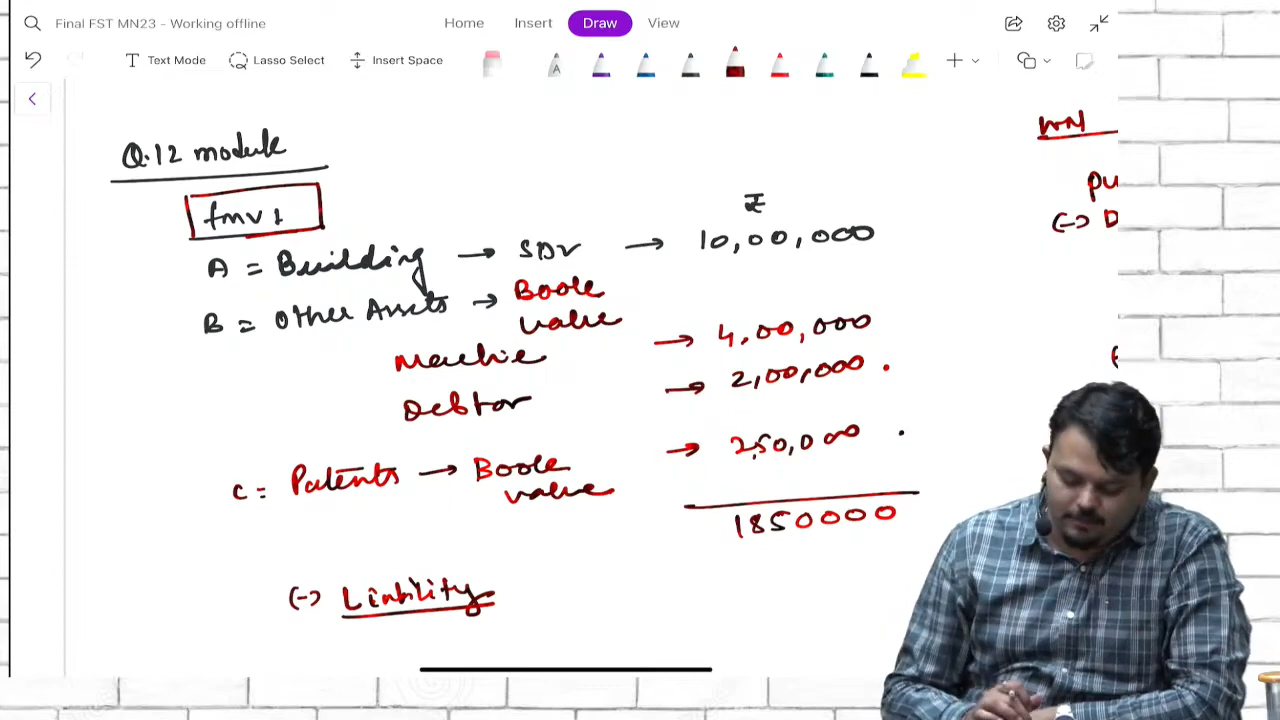 Final FST MN23 - Working offline
Home Insert Draw View
Text Mode Lasso Select Insert Space
Q.12 module
fmv 1
₹
A = Building → SDV → 10,00,000
B = Other Assets → Book value
Machine → 4,00,000
Debtor → 2,00,000
C = Patents → Book value → 250,000
1850000
(-) Liability
WN
(-) D